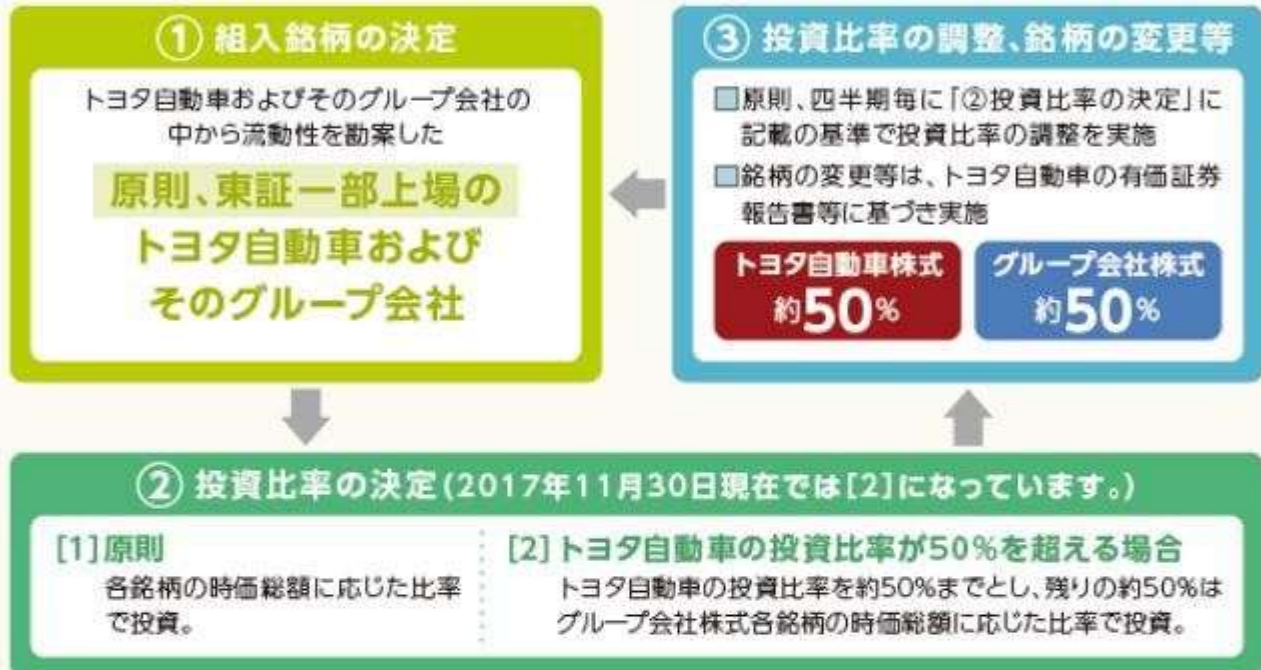 ① 組入銘柄の決定
トヨタ自動車およびそのグループ会社の
中から流動性を勘案した
原則、東証一部上場の
トヨタ自動車および
そのグループ会社
② 投資比率の決定(2017年11月30日現在では[2]になっています。)
[1]原則
各銘柄の時価総額に応じた比率
で投資。
[2]トヨタ自動車の投資比率が50%を超える場合
トヨタ自動車の投資比率を約50%までとし、残りの約50%は
グループ会社株式各銘柄の時価総額に応じた比率で投資。
③ 投資比率の調整、銘柄の変更等
□原則、四半期毎に「②投資比率の決定」に
記載の基準で投資比率の調整を実施
□銘柄の変更等は、トヨタ自動車の有価証券
報告書等に基づき実施
トヨタ自動車株式
約50%
グループ会社株式
約50%